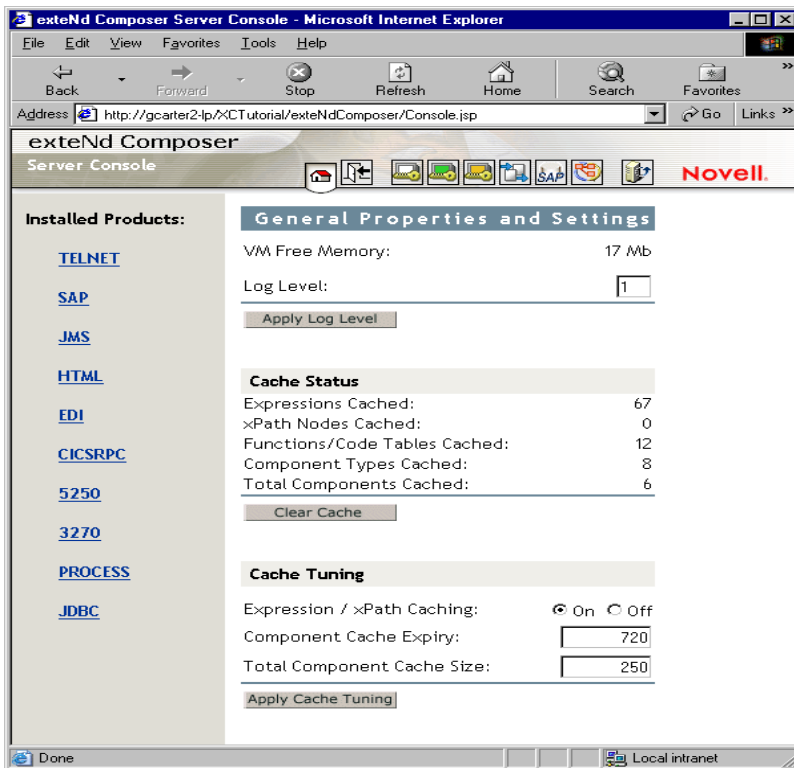 exteNd Composer Server Console - Microsoft Internet Explorer
File Edit View Favorites Tools Help
Back Forward Stop Refresh Home Search Favorites »
Address http://gcarter2-lp/XCTutorial/exteNdComposer/Console.jsp Go Links »
exteNd Composer
Server Console
SAP
Novell.
Installed Products:
TELNET
SAP
JMS
HTML
EDI
CICSRPC
5250
3270
PROCESS
JDBC
General Properties and Settings
VM Free Memory: 17 Mb
Log Level: 1
Apply Log Level
Cache Status
Expressions Cached: 67
xPath Nodes Cached: 0
Functions/Code Tables Cached: 12
Component Types Cached: 8
Total Components Cached: 6
Clear Cache
Cache Tuning
Expression / xPath Caching: On Off
Component Cache Expiry: 720
Total Component Cache Size: 250
Apply Cache Tuning
Done Local intranet